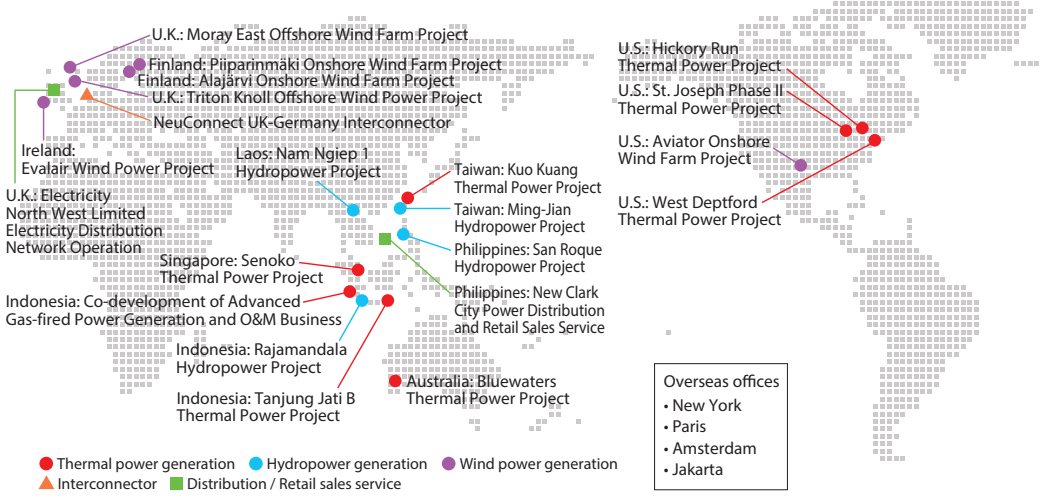 U.K.: Moray East Offshore Wind Farm Project
Finland: Piiparinmäki Onshore Wind Farm Project
Finland: Alajärvi Onshore Wind Farm Project
U.K.: Triton Knoll Offshore Wind Power Project
NeuConnect UK-Germany Interconnector
Ireland:
Evalair Wind Power Project
U.K.: Electricity
North West Limited
Electricity Distribution
Network Operation
Laos: Nam Ngiep 1
Hydropower Project
Taiwan: Kuo Kuang
Thermal Power Project
Taiwan: Ming-Jian
Hydropower Project
Philippines: San Roque
Hydropower Project
Philippines: New Clark
City Power Distribution
and Retail Sales Service
Singapore: Senoko
Thermal Power Project
Indonesia: Co-development of Advanced
Gas-fired Power Generation and O&M Business
Indonesia: Rajamandala
Hydropower Project
Indonesia: Tanjung Jati B
Thermal Power Project
Australia: Bluewaters
Thermal Power Project
U.S.: Hickory Run
Thermal Power Project
U.S.: St. Joseph Phase II
Thermal Power Project
U.S.: Aviator Onshore
Wind Farm Project
U.S.: West Deptford
Thermal Power Project
Overseas offices
• New York
• Paris
• Amsterdam
• Jakarta
Thermal power generation
Hydropower generation
Wind power generation
Interconnector
Distribution / Retail sales service